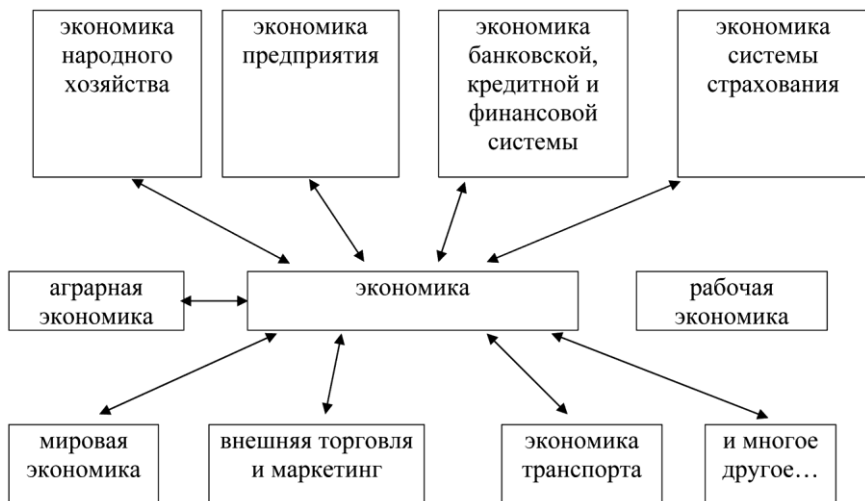 экономика
народного
хозяйства
экономика
предприятия
экономика
банковской,
кредитной и
финансовой
системы
экономика
системы
страхования
аграрная
экономика
экономика
рабочая
экономика
мировая
экономика
внешняя торговля
и маркетинг
экономика
транспорта
и многое
другое…